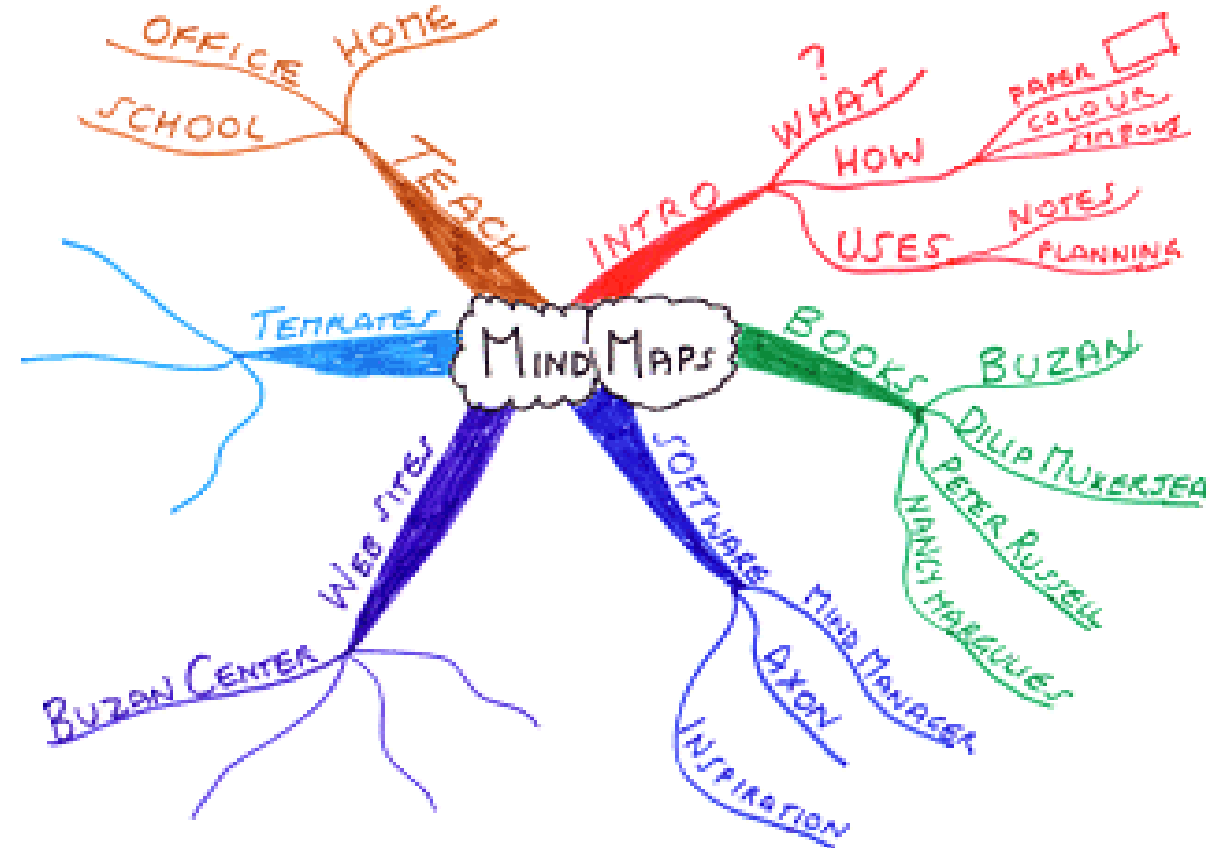 MIND MAPS
INTRO
WHAT
?
HOW
PAPER
COLOUR
SYMBOLS
USES
NOTES
PLANNING
BOOKS
BUZAN
DILIP MUKERJEA
PETER RUSSELL
NANCY MARGULIES
SOFTWARE
MIND MANAGER
AXON
INSPIRATION
WEB SITES
BUZAN CENTER
TEMPLATES
TEACH
SCHOOL
OFFICE
HOME